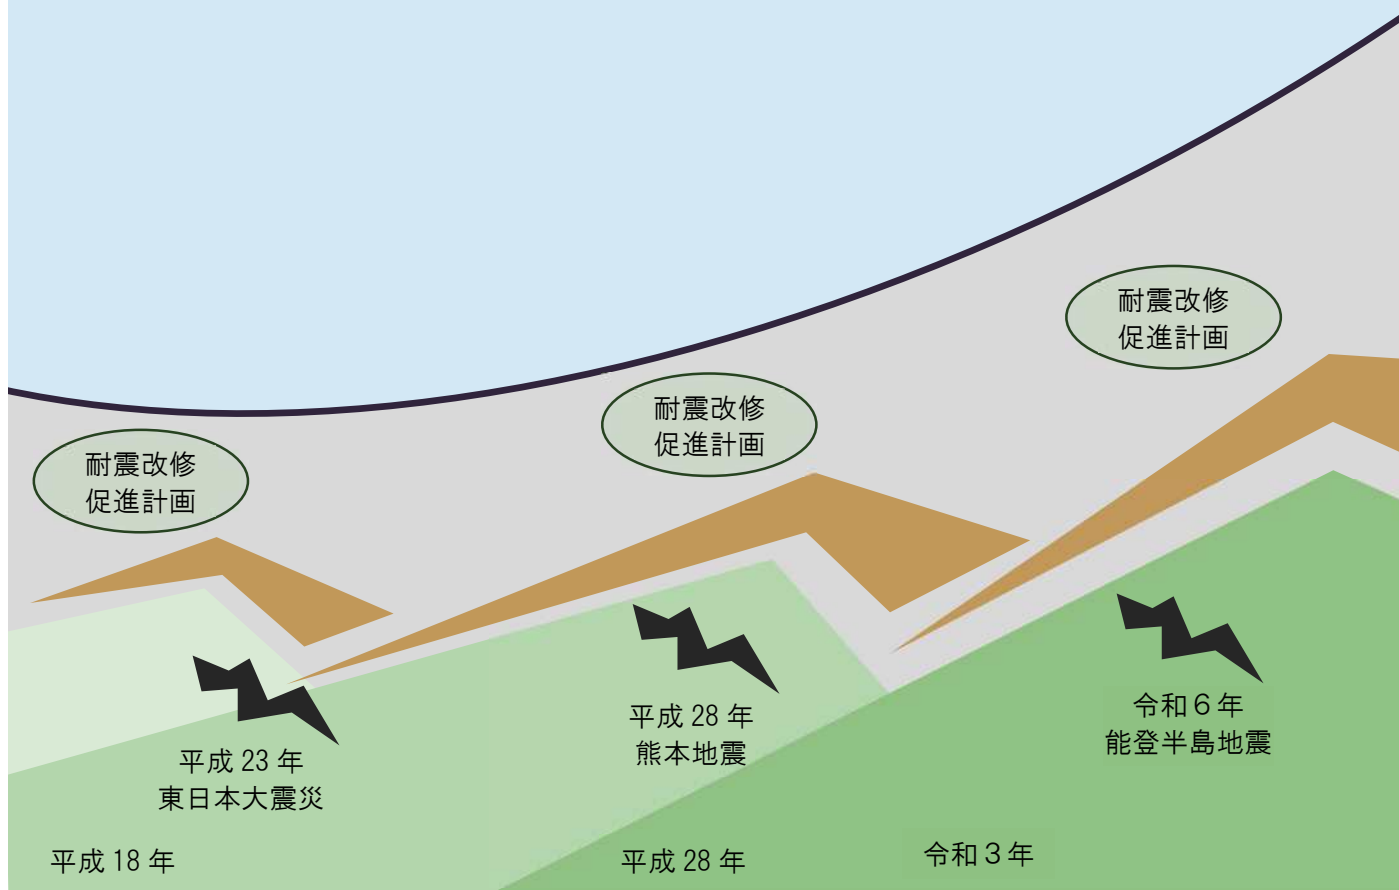 耐震改修
促進計画
耐震改修
促進計画
耐震改修
促進計画
平成 23 年
東日本大震災
平成 28 年
熊本地震
令和６年
能登半島地震
平成 18 年
平成 28 年
令和３年